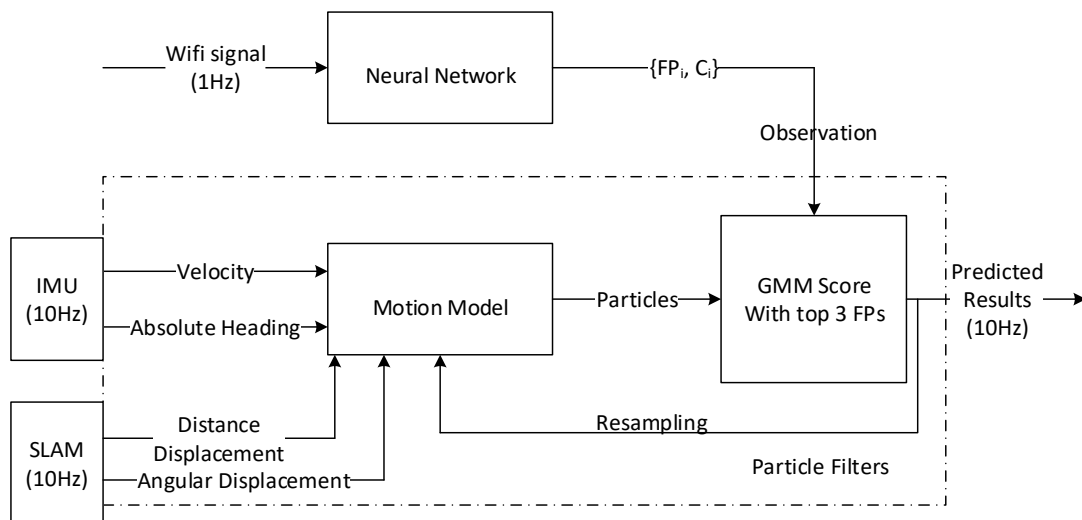 Wifi signal
(1Hz)
Neural Network
{FPi, Ci}
Observation
IMU
(10Hz)
Velocity
Absolute Heading
Motion Model
Particles
GMM Score
With top 3 FPs
Predicted
Results
(10Hz)
SLAM
(10Hz)
Distance
Displacement
Angular Displacement
Resampling
Particle Filters